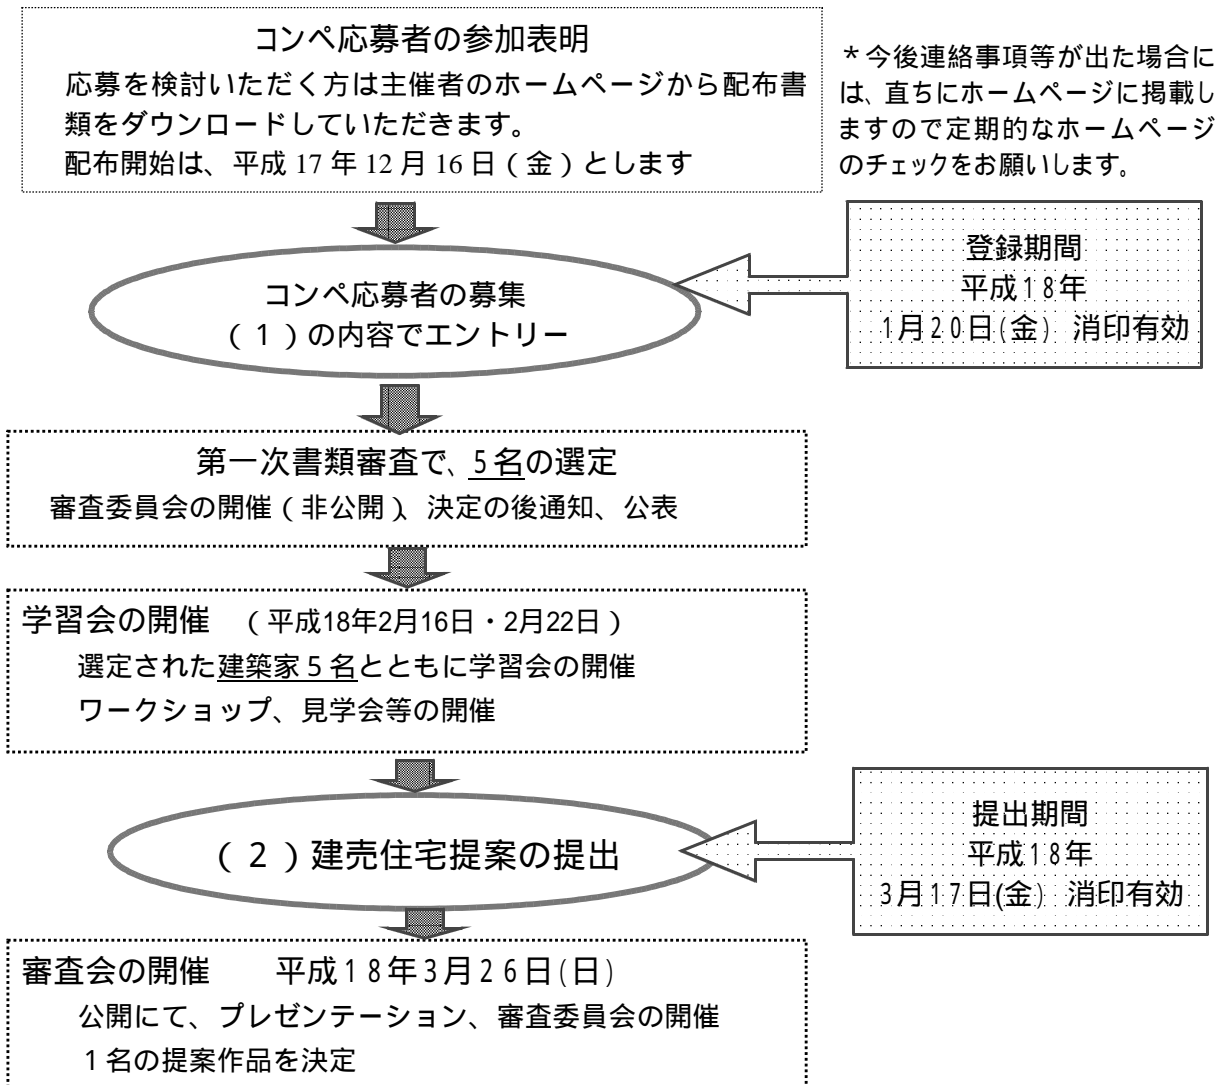 コンペ応募者の参加表明
応募を検討いただく方は主催者のホームページから配布書
類をダウンロードしていただきます。
配布開始は、平成 17 年 12 月 16 日（金）とします
＊今後連絡事項等が出た場合に
は、直ちにホームページに掲載し
ますので定期的なホームページ
のチェックをお願いします。
コンペ応募者の募集
（１）の内容でエントリー
登録期間
平成１８年
１月２０日(金)　消印有効
第一次書類審査で、５名の選定
審査委員会の開催（非公開）、決定の後通知、公表
学習会の開催　（平成18年2月16日・2月22日）
選定された建築家５名とともに学習会の開催
ワークショップ、見学会等の開催
（２）建売住宅提案の提出
提出期間
平成１８年
３月１７日(金)　消印有効
審査会の開催　　平成１８年３月２６日(日)
公開にて、プレゼンテーション、審査委員会の開催
１名の提案作品を決定